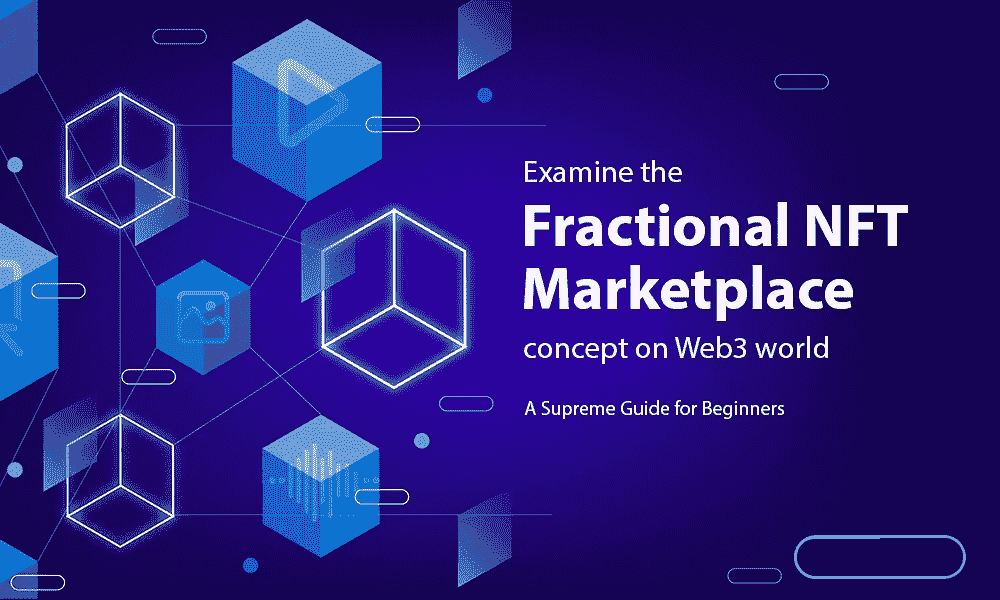 Examine the
Fractional NFT
Marketplace
concept on Web3 world
A Supreme Guide for Beginners